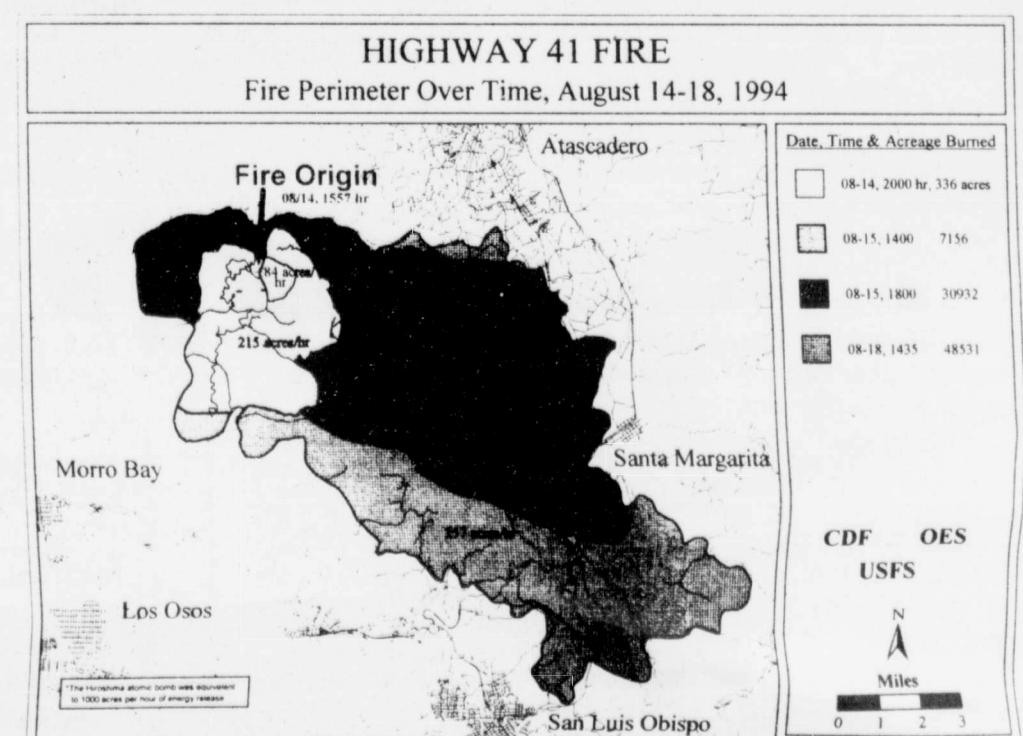 HIGHWAY 41 FIRE
Fire Perimeter Over Time, August 14-18, 1994
Atascadero
Fire Origin
08/14, 1557 hr
84 acres/
hr
215 acres/hr
Morro Bay
Santa Margarita
Los Osos
San Luis Obispo
*The Hiroshima atomic bomb was equivalent
to 1000 acres per hour of energy release
Date, Time & Acreage Burned
08-14, 2000 hr, 336 acres
08-15, 1400 7156
08-15, 1800 30932
08-18, 1435 48531
CDF OES
USFS
N
Miles
0 1 2 3